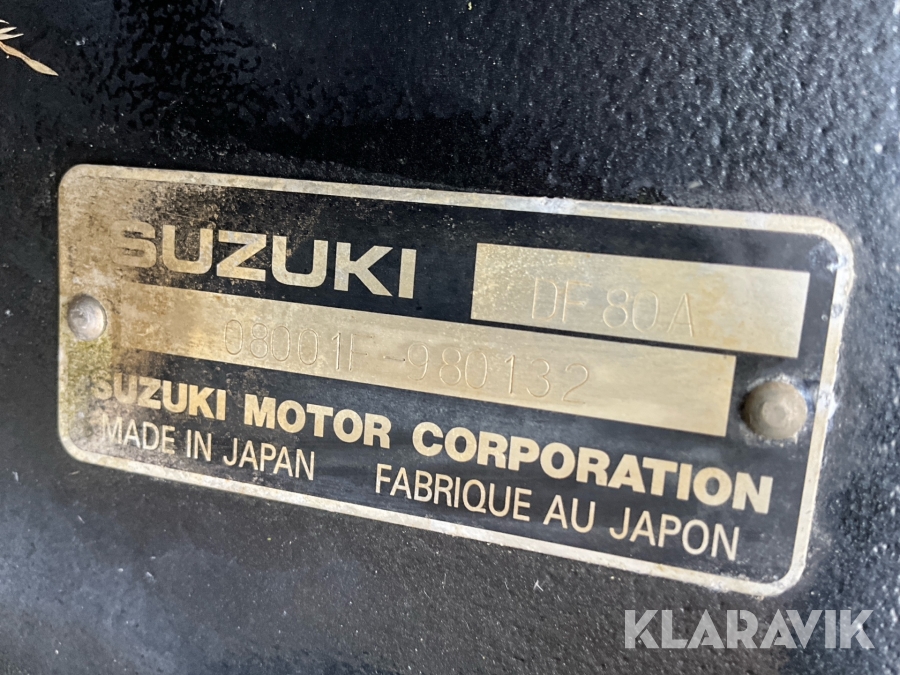 SUZUKI DF 80A
08001F-980132
SUZUKI MOTOR CORPORATION
MADE IN JAPAN FABRIQUE AU JAPON
KLARAVIK